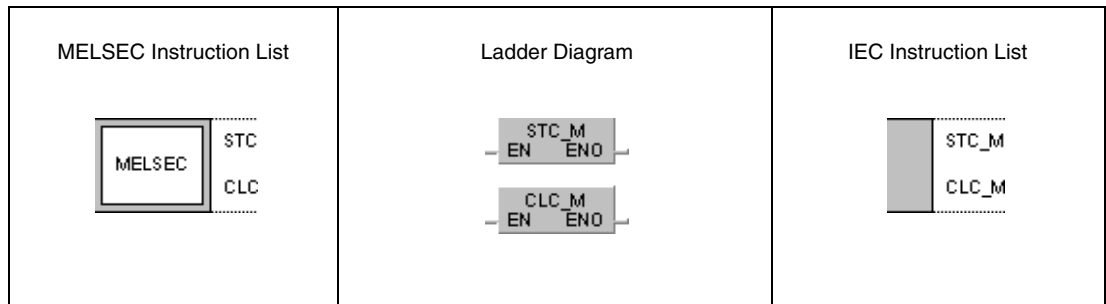 MELSEC Instruction List
MELSEC
STC
CLC
Ladder Diagram
STC_M
EN ENO
CLC_M
EN ENO
IEC Instruction List
STC_M
CLC_M